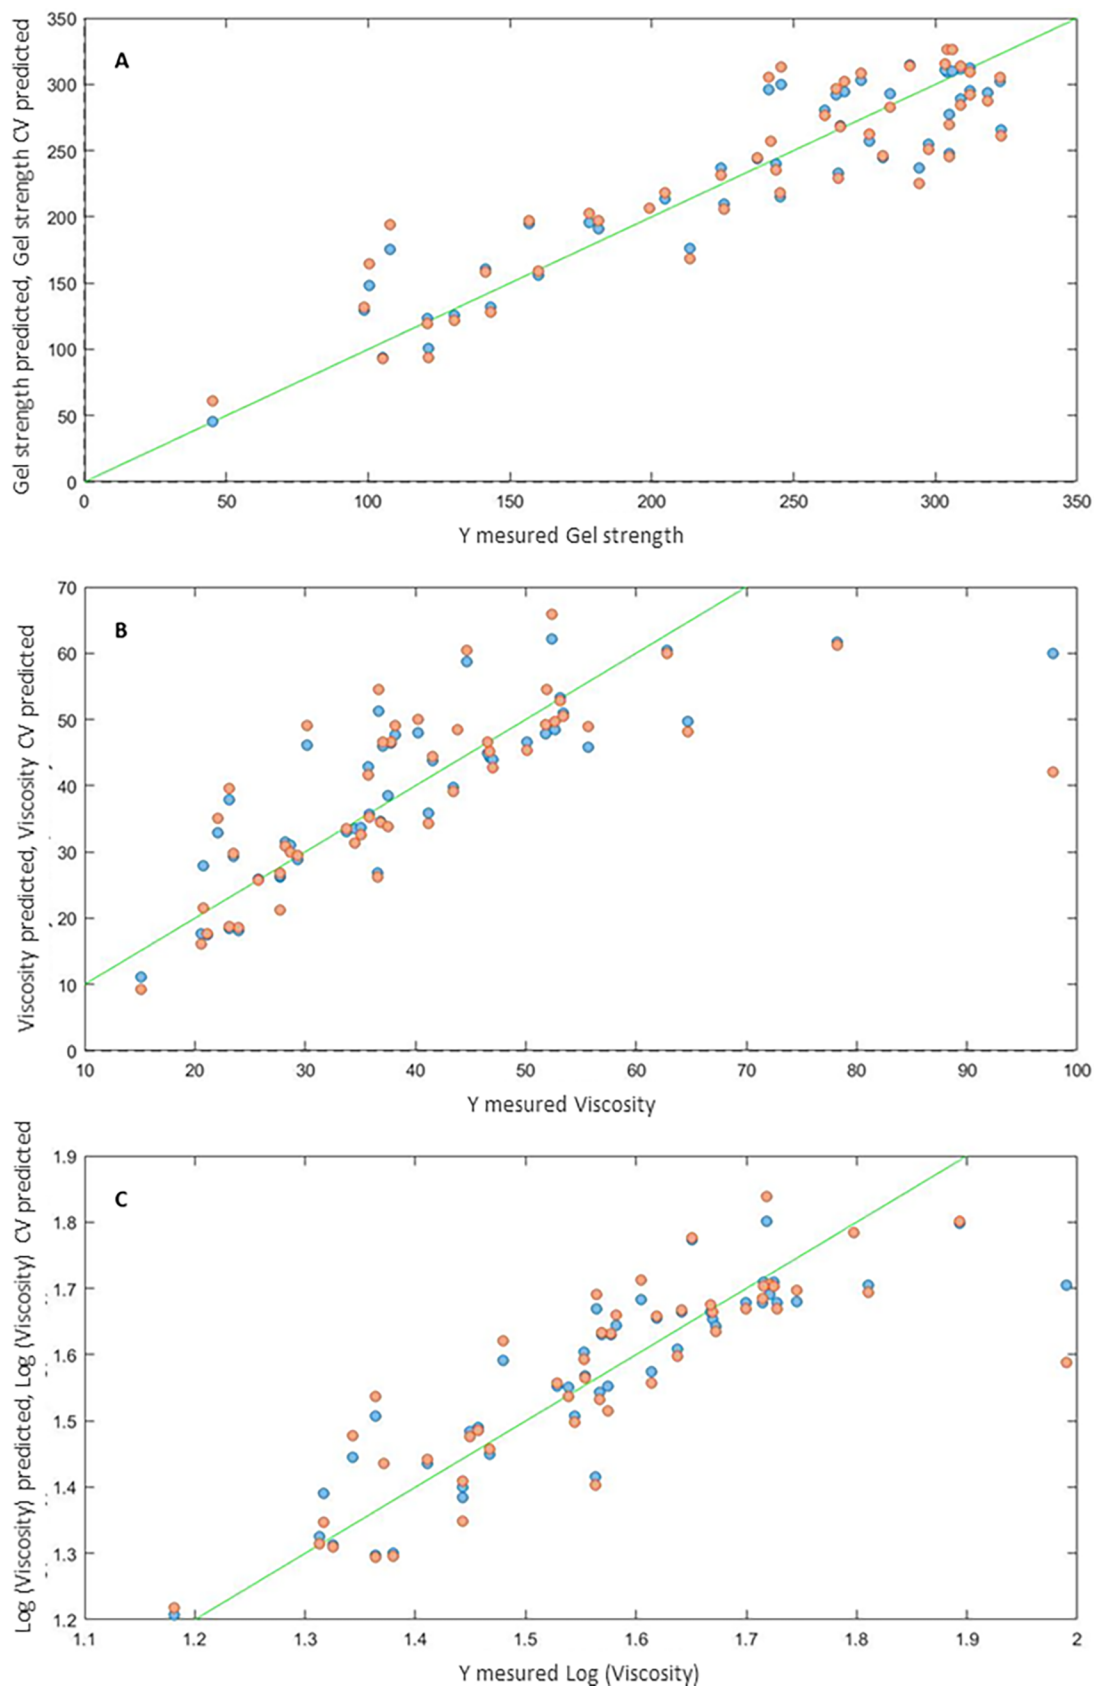 A
Gel strength predicted, Gel strength CV predicted
350
300
250
200
150
100
50
0
0 50 100 150 200 250 300 350
Y mesured Gel strength
B
Viscosity predicted, Viscosity CV predicted
70
60
50
40
30
20
10
0
10 20 30 40 50 60 70 80 90 100
Y mesured Viscosity
C
Log (Viscosity) predicted, Log (Viscosity) CV predicted
1.9
1.8
1.7
1.6
1.5
1.4
1.3
1.2
1.1 1.2 1.3 1.4 1.5 1.6 1.7 1.8 1.9 2
Y mesured Log (Viscosity)